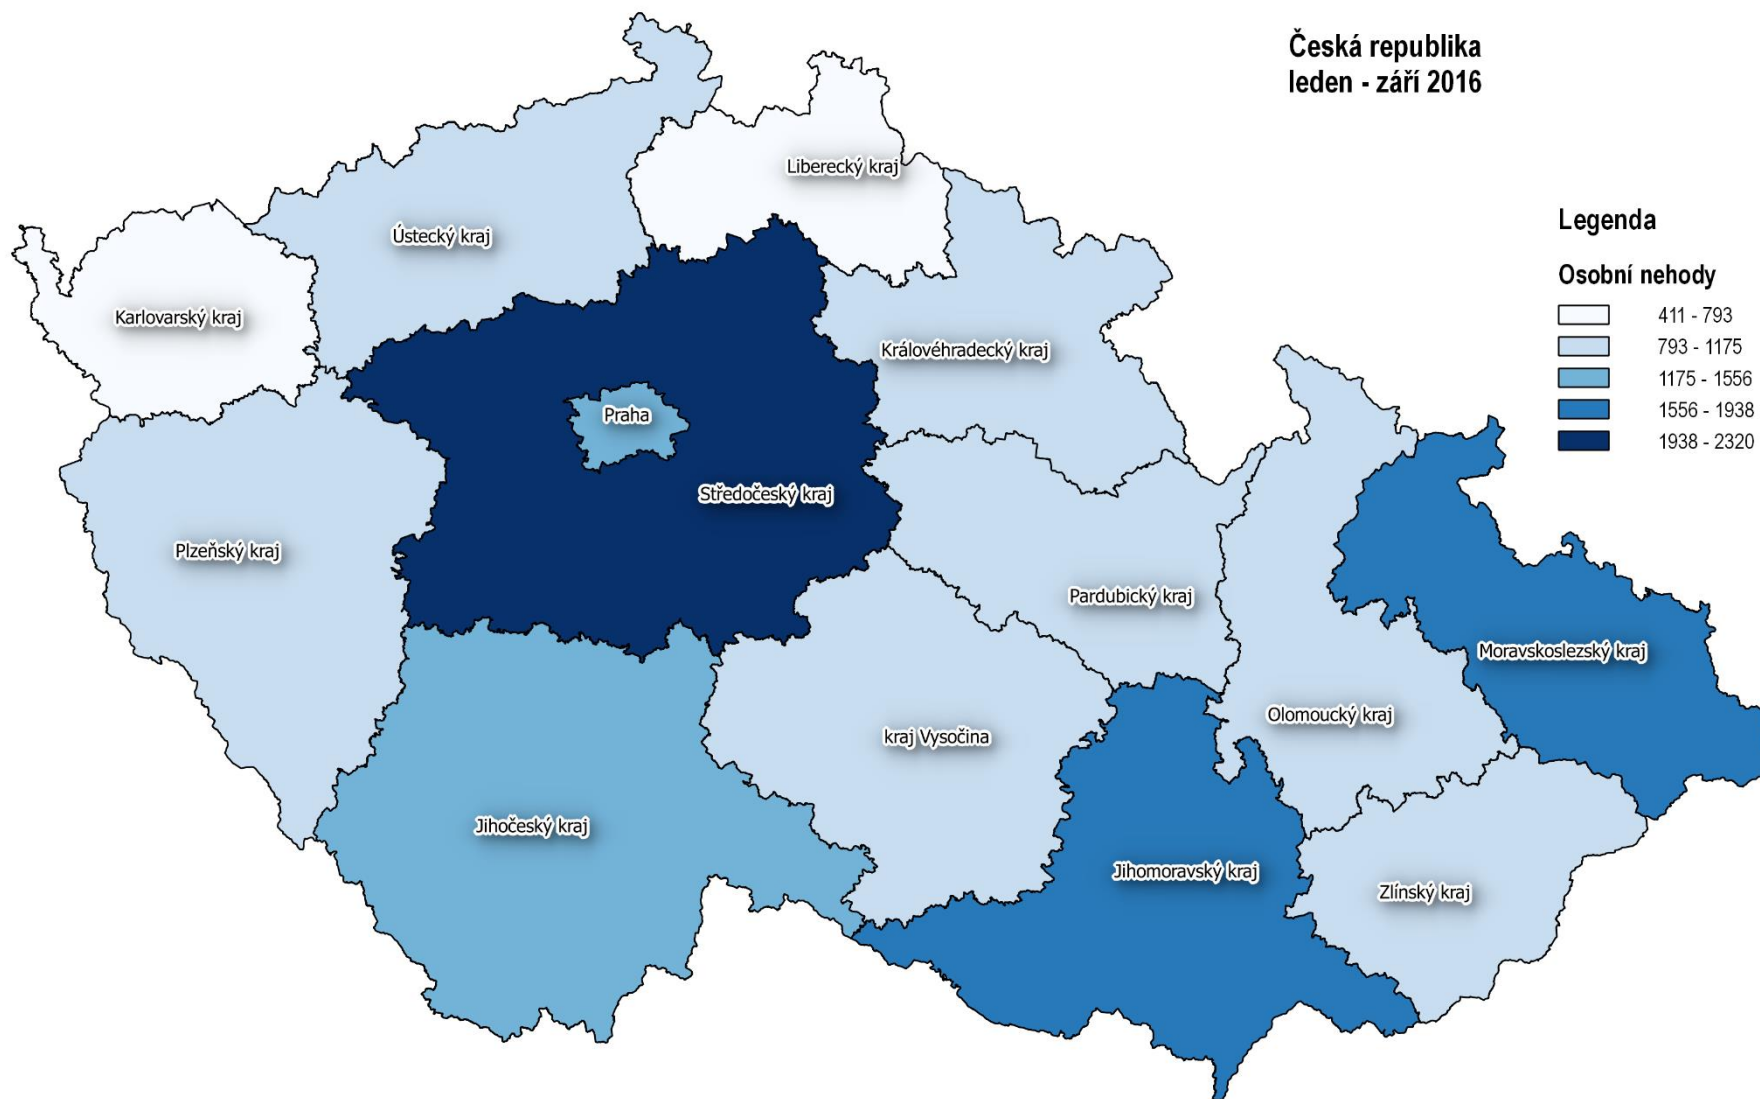 Česká republika
leden - září 2016
Liberecký kraj
Ústecký kraj
Karlovarský kraj
Královéhradecký kraj
Praha
Středočeský kraj
Plzeňský kraj
Pardubický kraj
Moravskoslezský kraj
Olomoucký kraj
kraj Vysočina
Jihočeský kraj
Jihomoravský kraj
Zlínský kraj
Legenda
Osobní nehody
411 - 793
793 - 1175
1175 - 1556
1556 - 1938
1938 - 2320